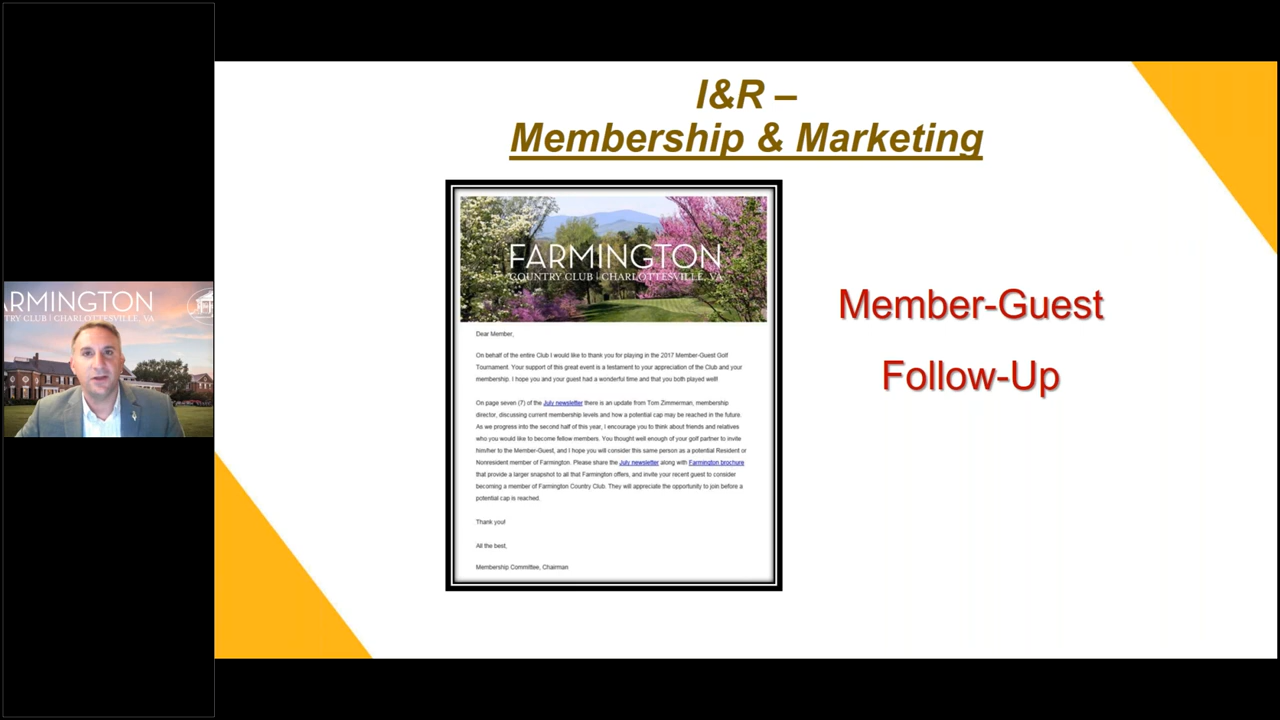 I&R –
Membership & Marketing
FARMINGTON
COUNTRY CLUB | CHARLOTTESVILLE, VA
Dear Member,
On behalf of the entire Club I would like to thank you for playing in the 2017 Member-Guest Golf
Tournament. Your support of this great event is a testament to your appreciation of the Club and your
membership. I hope you and your guest had a wonderful time and that you both played well!
On page seven (7) of the July newsletter there is an update from Tom Zimmerman, membership
director, discussing current membership levels and how a potential cap may be reached in the future.
As we progress into the second half of this year, I encourage you to think about friends and relatives
who you would like to become fellow members. You thought well enough of your golf partner to invite
him/her to the Member-Guest, and I hope you will consider this same person as a potential Resident or
Nonresident member of Farmington. Please share the July newsletter along with Farmington brochure
that provide a larger snapshot to all that Farmington offers, and invite your recent guest to consider
becoming a member of Farmington Country Club. They will appreciate the opportunity to join before a
potential cap is reached.
Thank you!
All the best,
Membership Committee, Chairman
Member-Guest
Follow-Up
ARMINGTON
TRY CLUB | CHARLOTTESVILLE, VA